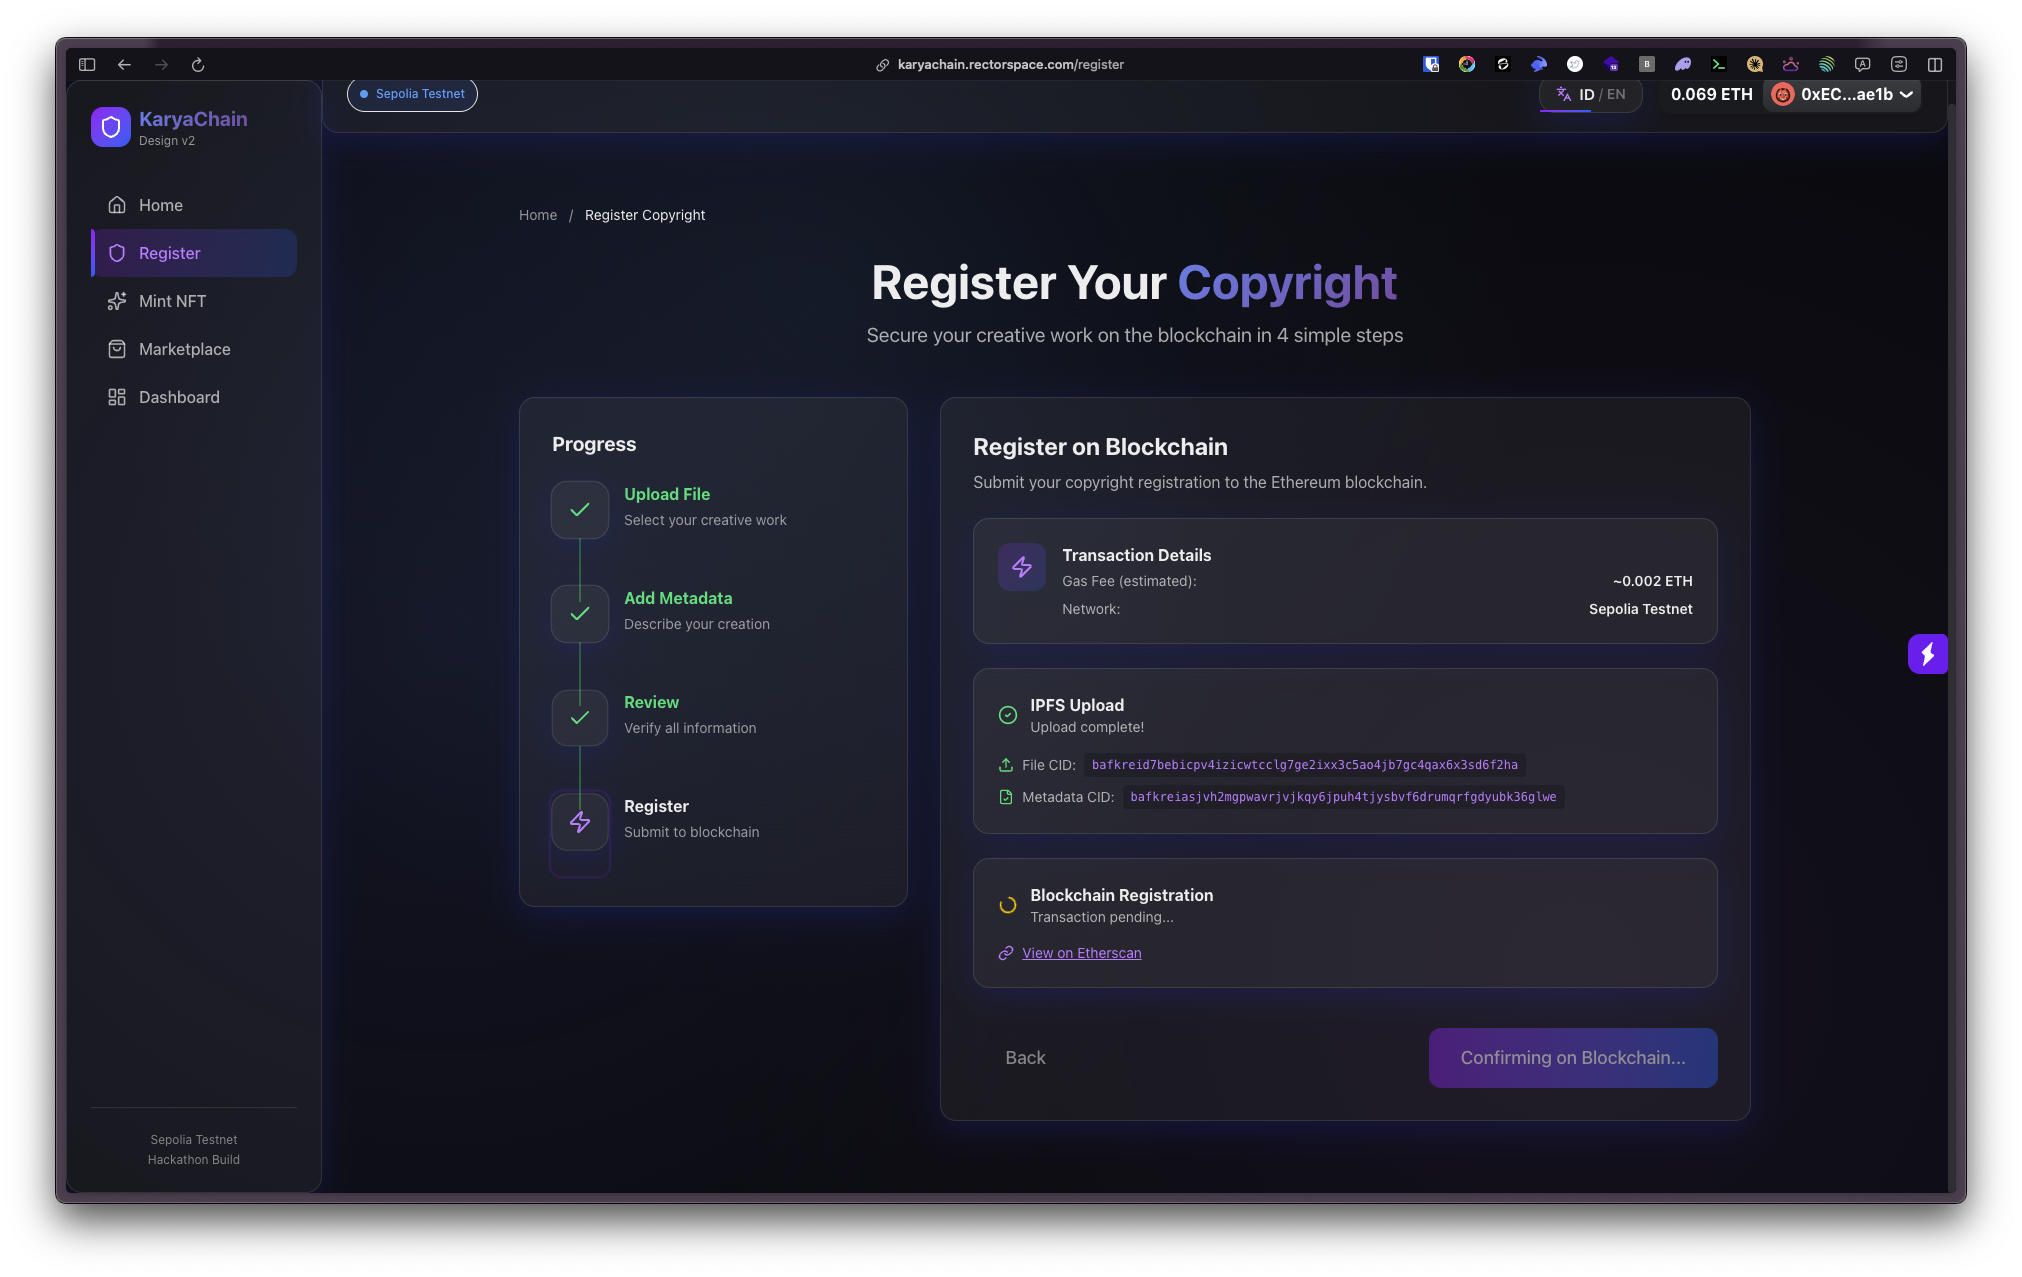 karyachain.rectorspace.com/register
KaryaChain
Design v2
Sepolia Testnet
ID / EN
0.069 ETH
0xEC...ae1b
Home
Register
Mint NFT
Marketplace
Dashboard
Sepolia Testnet
Hackathon Build
Home / Register Copyright
Register Your Copyright
Secure your creative work on the blockchain in 4 simple steps
Progress
Upload File
Select your creative work
Add Metadata
Describe your creation
Review
Verify all information
Register
Submit to blockchain
Register on Blockchain
Submit your copyright registration to the Ethereum blockchain.
Transaction Details
Gas Fee (estimated): ~0.002 ETH
Network: Sepolia Testnet
IPFS Upload
Upload complete!
File CID: bafkreid7bebicpv4izicwtcclg7ge2ixx3c5ao4jb7gc4qax6x3sd6f2ha
Metadata CID: bafkreiasjvh2mgpwavrjvjkqy6jpuh4tjysbvf6drumqrfgdyubk36glwe
Blockchain Registration
Transaction pending...
View on Etherscan
Back
Confirming on Blockchain...